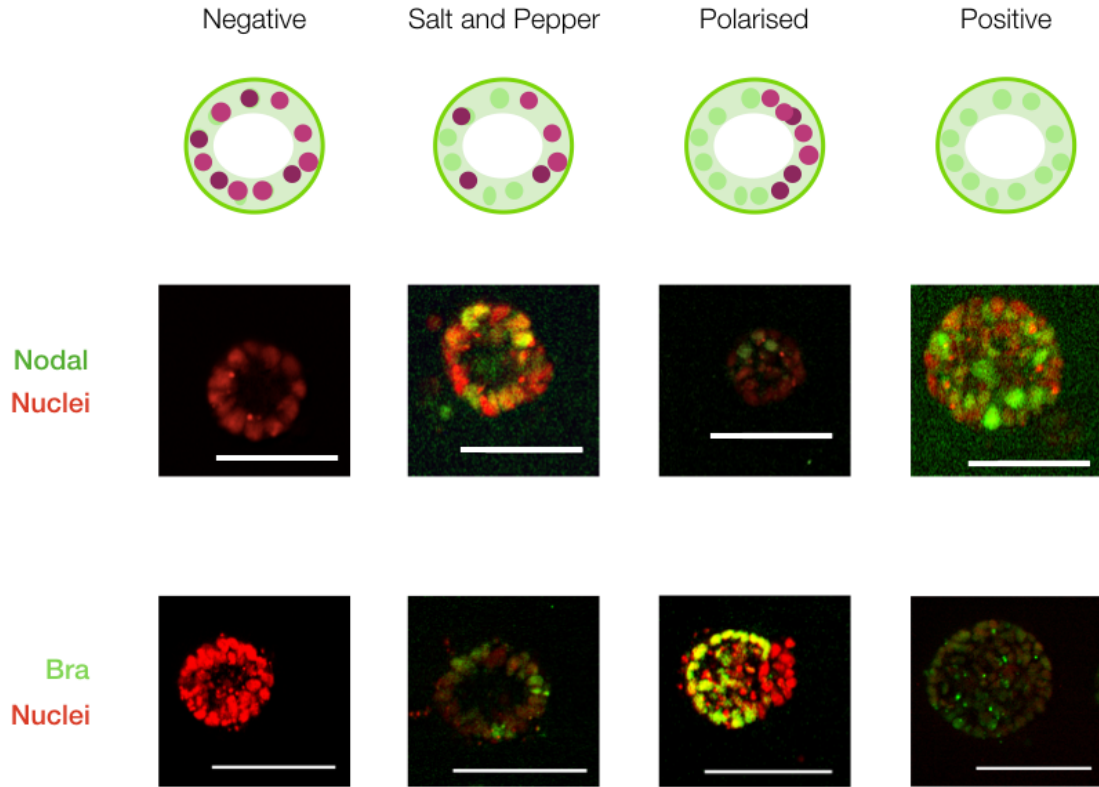 Negative
Salt and Pepper
Polarised
Positive
Nodal
Nuclei
Bra
Nuclei